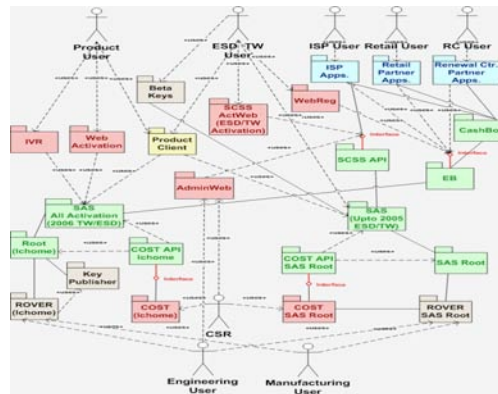 Product
User
ESD-TW
User
ISP User
Retail User
RC User
Beta
Keys
ISP
Apps.
Retail
Partner
Apps.
Renewal Ctr.
Partner
Apps.
SCSS
ActWeb
(ESD/TW
Activation)
WebReg
IVR
Web
Activation
Product
Client
Interface
SCSS API
Interface
EB
AdminWeb
SAS
All Activation
(2006 TW/ESD)
SAS
(Upto 2005
ESD/TW)
Root
(Ichome)
COST API
Ichome
COST API
SAS Root
SAS Root
Key
Publisher
Interface
Interface
ROVER
(Ichome)
COST
(Ichome)
CSR
COST
SAS Root
ROVER
SAS Root
Engineering
User
Manufacturing
User